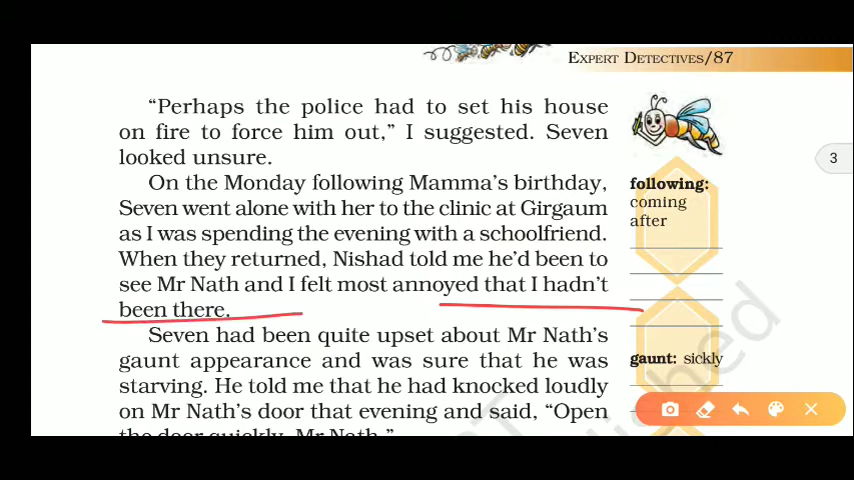 EXPERT DETECTIVES/87
“Perhaps the police had to set his house
on fire to force him out,” I suggested. Seven
looked unsure.
On the Monday following Mamma’s birthday,
Seven went alone with her to the clinic at Girgaum
as I was spending the evening with a schoolfriend.
When they returned, Nishad told me he’d been to
see Mr Nath and I felt most annoyed that I hadn’t
been there.
Seven had been quite upset about Mr Nath’s
gaunt appearance and was sure that he was
starving. He told me that he had knocked loudly
on Mr Nath’s door that evening and said, “Open
the door quickly, Mr Nath.”
following:
coming
after
gaunt: sickly
3